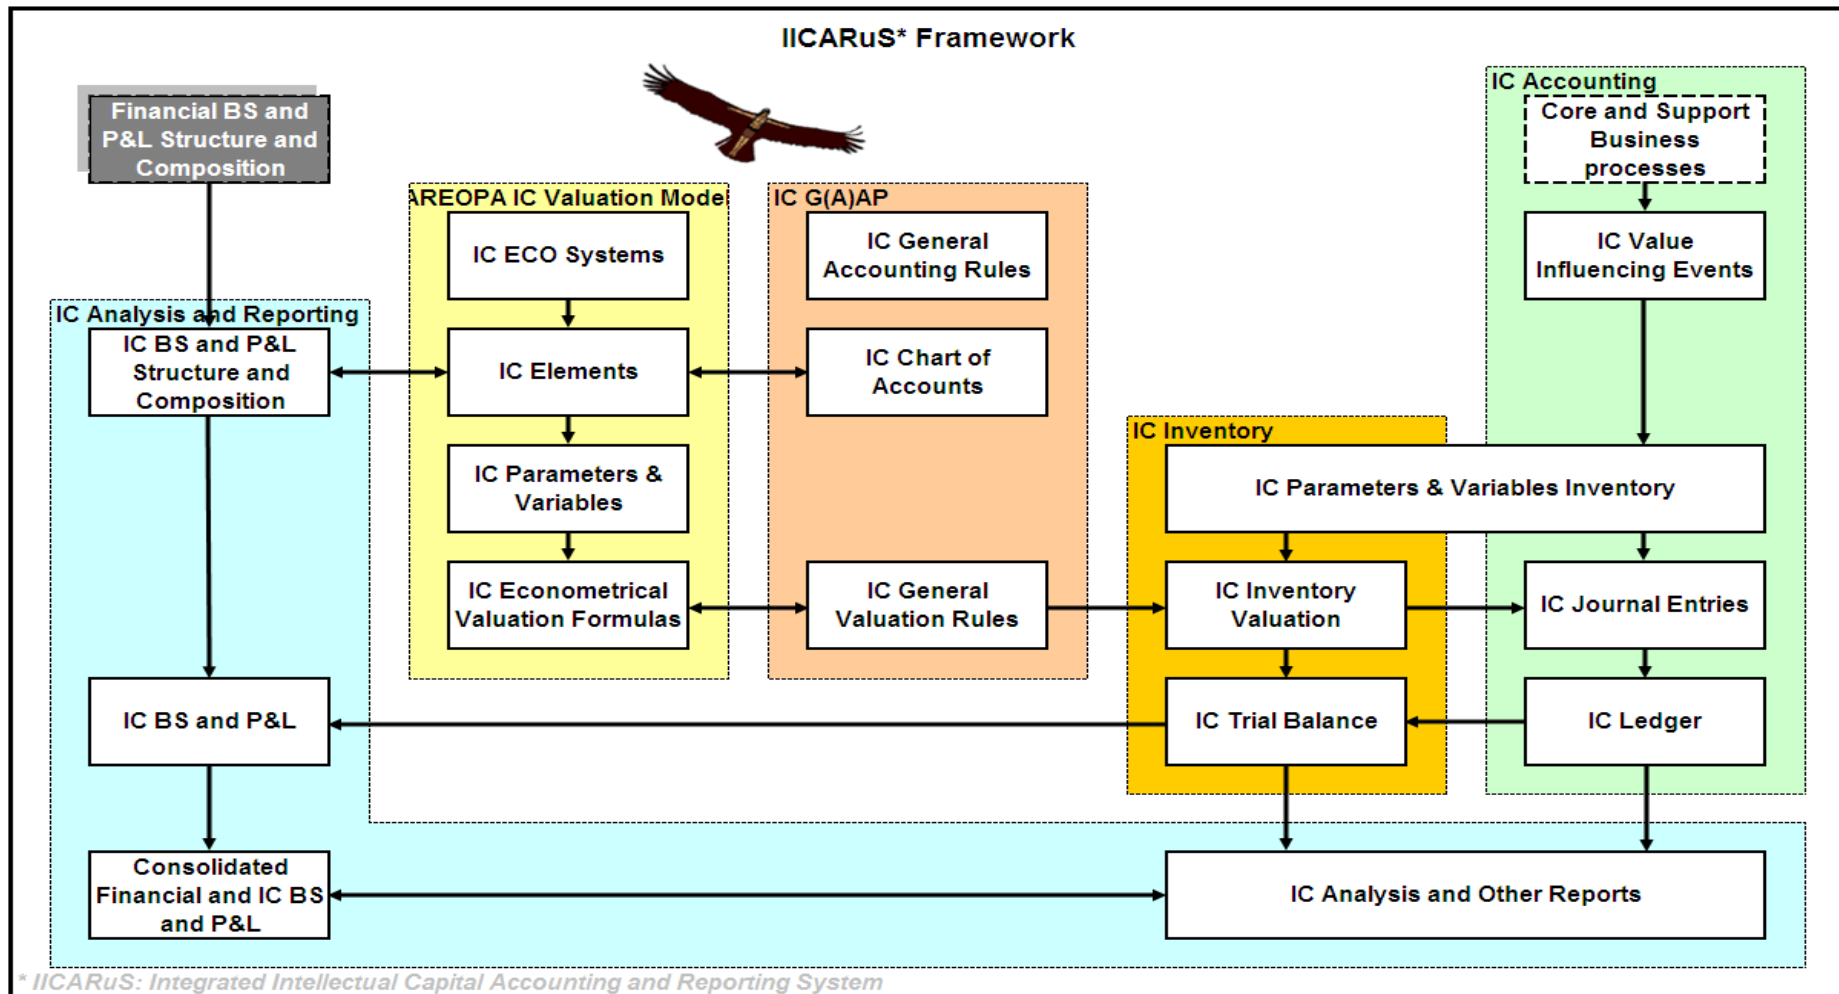 IICARuS* Framework
Financial BS and
P&L Structure and
Composition
IC Analysis and Reporting
IC BS and P&L
Structure and
Composition
IC BS and P&L
Consolidated
Financial and IC BS
and P&L
AREOPA IC Valuation Model
IC ECO Systems
IC Elements
IC Parameters &
Variables
IC Econometrical
Valuation Formulas
IC G(A)AP
IC General
Accounting Rules
IC Chart of
Accounts
IC General
Valuation Rules
IC Inventory
IC Parameters & Variables Inventory
IC Inventory
Valuation
IC Trial Balance
IC Accounting
Core and Support
Business
processes
IC Value
Influencing Events
IC Journal Entries
IC Ledger
IC Analysis and Other Reports
* IICARuS: Integrated Intellectual Capital Accounting and Reporting System